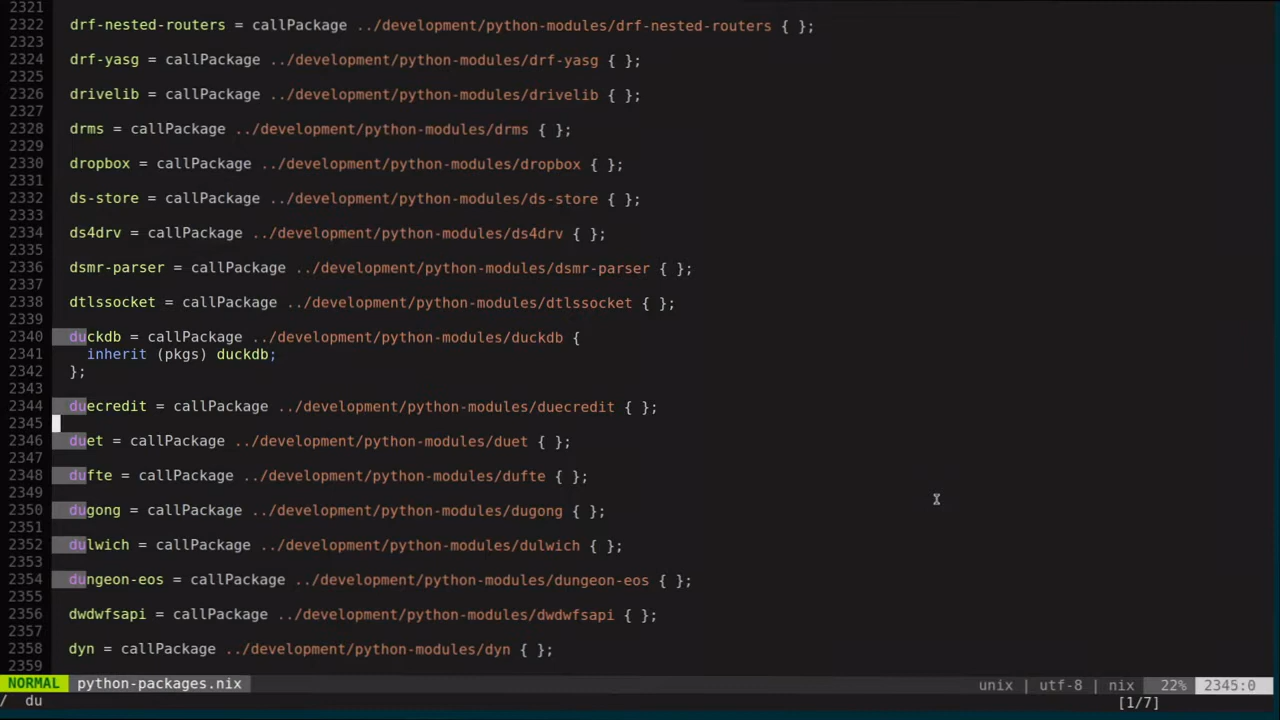 2321
2322 drf-nested-routers = callPackage ../development/python-modules/drf-nested-routers { };
2323
2324 drf-yasg = callPackage ../development/python-modules/drf-yasg { };
2325
2326 drivelib = callPackage ../development/python-modules/drivelib { };
2327
2328 drms = callPackage ../development/python-modules/drms { };
2329
2330 dropbox = callPackage ../development/python-modules/dropbox { };
2331
2332 ds-store = callPackage ../development/python-modules/ds-store { };
2333
2334 ds4drv = callPackage ../development/python-modules/ds4drv { };
2335
2336 dsmr-parser = callPackage ../development/python-modules/dsmr-parser { };
2337
2338 dtlssocket = callPackage ../development/python-modules/dtlssocket { };
2339
2340 duckdb = callPackage ../development/python-modules/duckdb {
2341 inherit (pkgs) duckdb;
2342 };
2343
2344 duecredit = callPackage ../development/python-modules/duecredit { };
2345
2346 duet = callPackage ../development/python-modules/duet { };
2347
2348 dufte = callPackage ../development/python-modules/dufte { };
2349
2350 dugong = callPackage ../development/python-modules/dugong { };
2351
2352 dulwich = callPackage ../development/python-modules/dulwich { };
2353
2354 dungeon-eos = callPackage ../development/python-modules/dungeon-eos { };
2355
2356 dwdwfsapi = callPackage ../development/python-modules/dwdwfsapi { };
2357
2358 dyn = callPackage ../development/python-modules/dyn { };
2359
NORMAL python-packages.nix unix | utf-8 | nix 22% 2345:0
/ du [1/7]